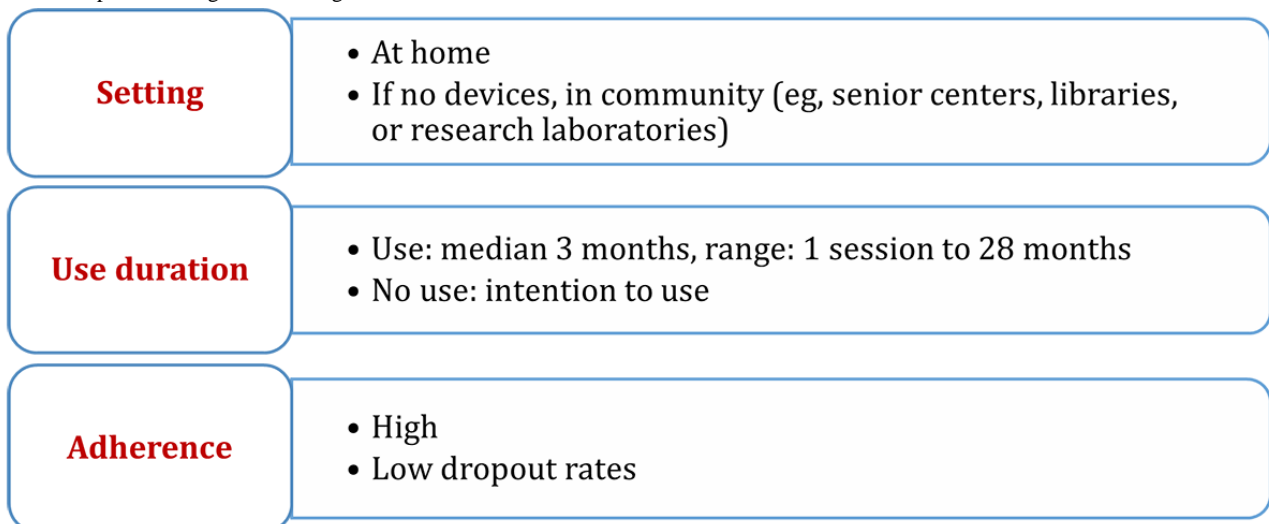 Setting
• At home
• If no devices, in community (eg, senior centers, libraries,
or research laboratories)
Use duration
• Use: median 3 months, range: 1 session to 28 months
• No use: intention to use
Adherence
• High
• Low dropout rates